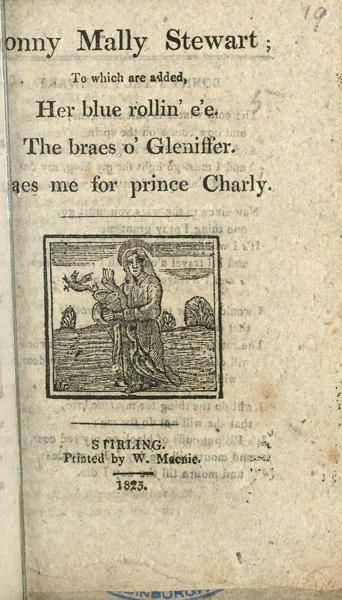 19
onny Mally Stewart;
To which are added,
Her blue rollin' e'e.
The braes o' Gleniffer.
aes me for prince Charly.
STIRLING.
Printed by W. Macnie.
1825.